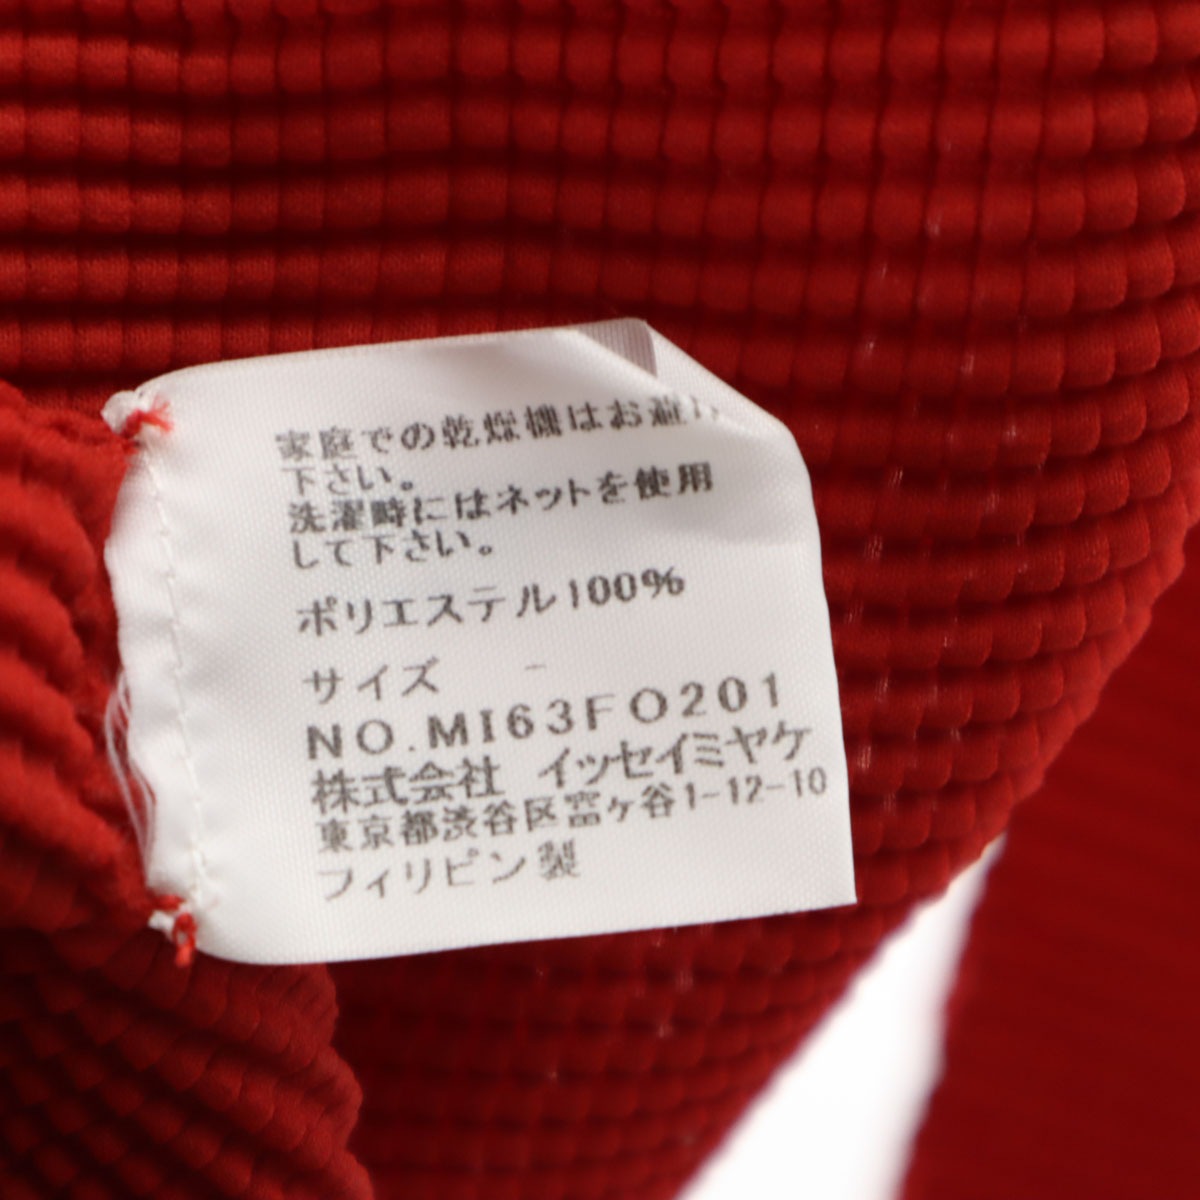 家庭での乾燥機はお避け
下さい。
洗濯時にはネットを使用
して下さい。
ポリエステル100%
サイズ -
NO.MI63FO201
株式会社 イッセイミヤケ
東京都渋谷区富ヶ谷1-12-10
フィリピン製